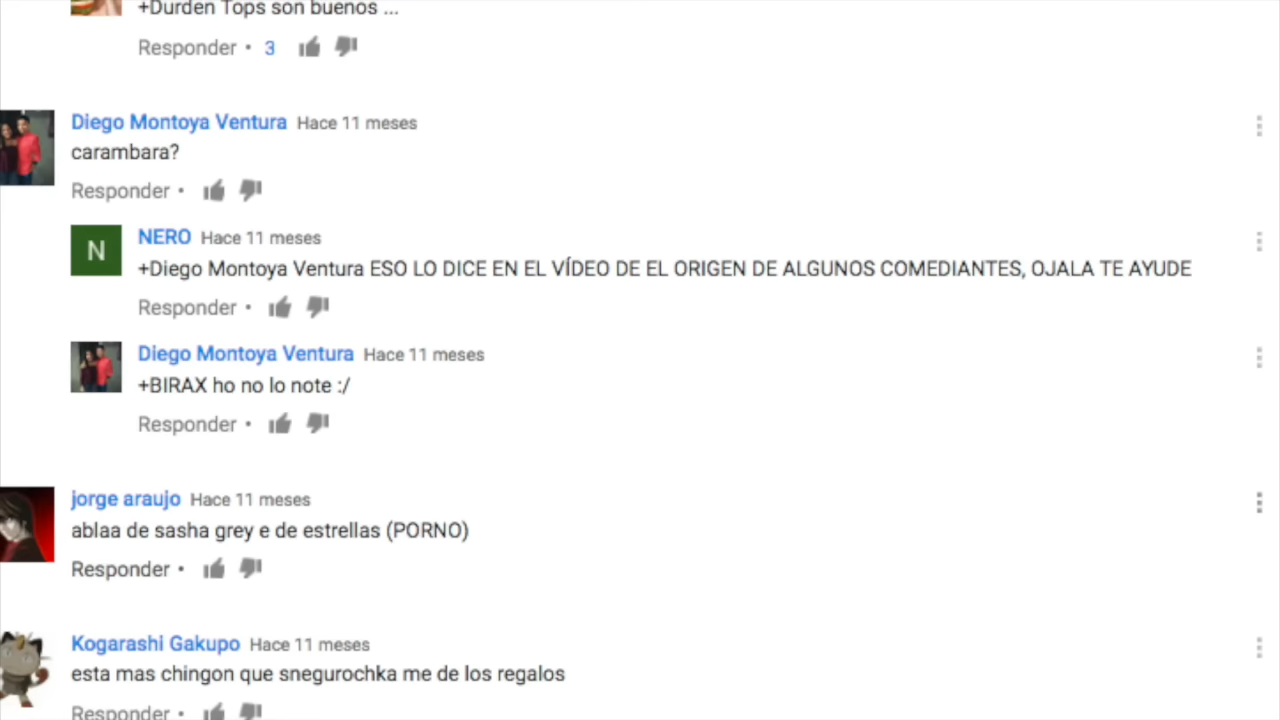 +Durden Tops son buenos ...
Responder • 3
Diego Montoya Ventura Hace 11 meses
carambara?
Responder •
N
NERO Hace 11 meses
+Diego Montoya Ventura ESO LO DICE EN EL VÍDEO DE EL ORIGEN DE ALGUNOS COMEDIANTES, OJALA TE AYUDE
Responder •
Diego Montoya Ventura Hace 11 meses
+BIRAX ho no lo note :/
Responder •
jorge araujo Hace 11 meses
ablaa de sasha grey e de estrellas (PORNO)
Responder •
Kogarashi Gakupo Hace 11 meses
esta mas chingon que snegurochka me de los regalos
Responder •